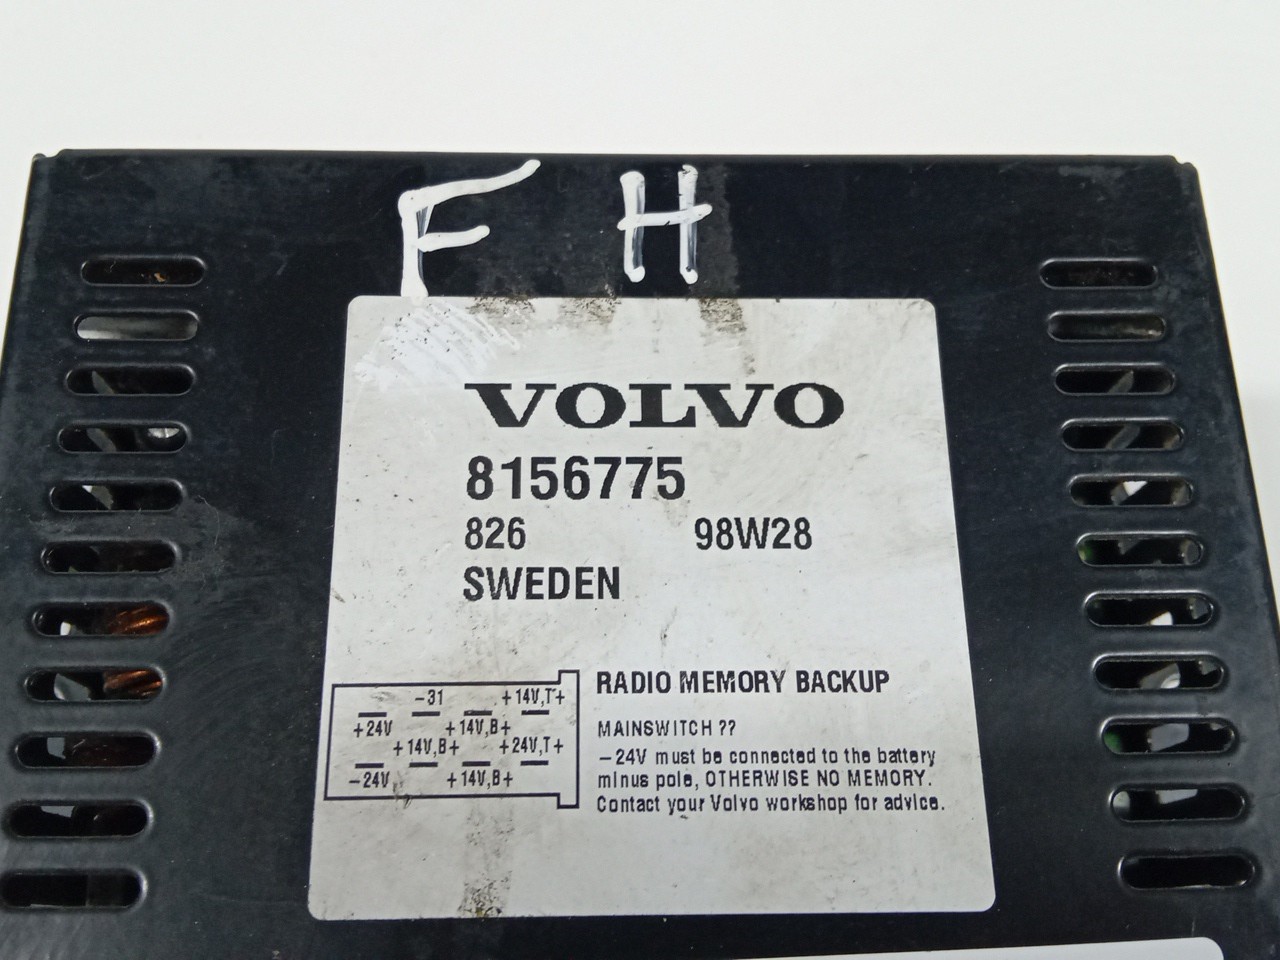 F H
VOLVO
8156775
826 98W28
SWEDEN
-31 +14V,T+
+24V +14V,B+
+14V,B+ +24V,T+
-24V +14V,B+
RADIO MEMORY BACKUP
MAINSWITCH ??
-24V must be connected to the battery
minus pole, OTHERWISE NO MEMORY.
Contact your Volvo workshop for advice.